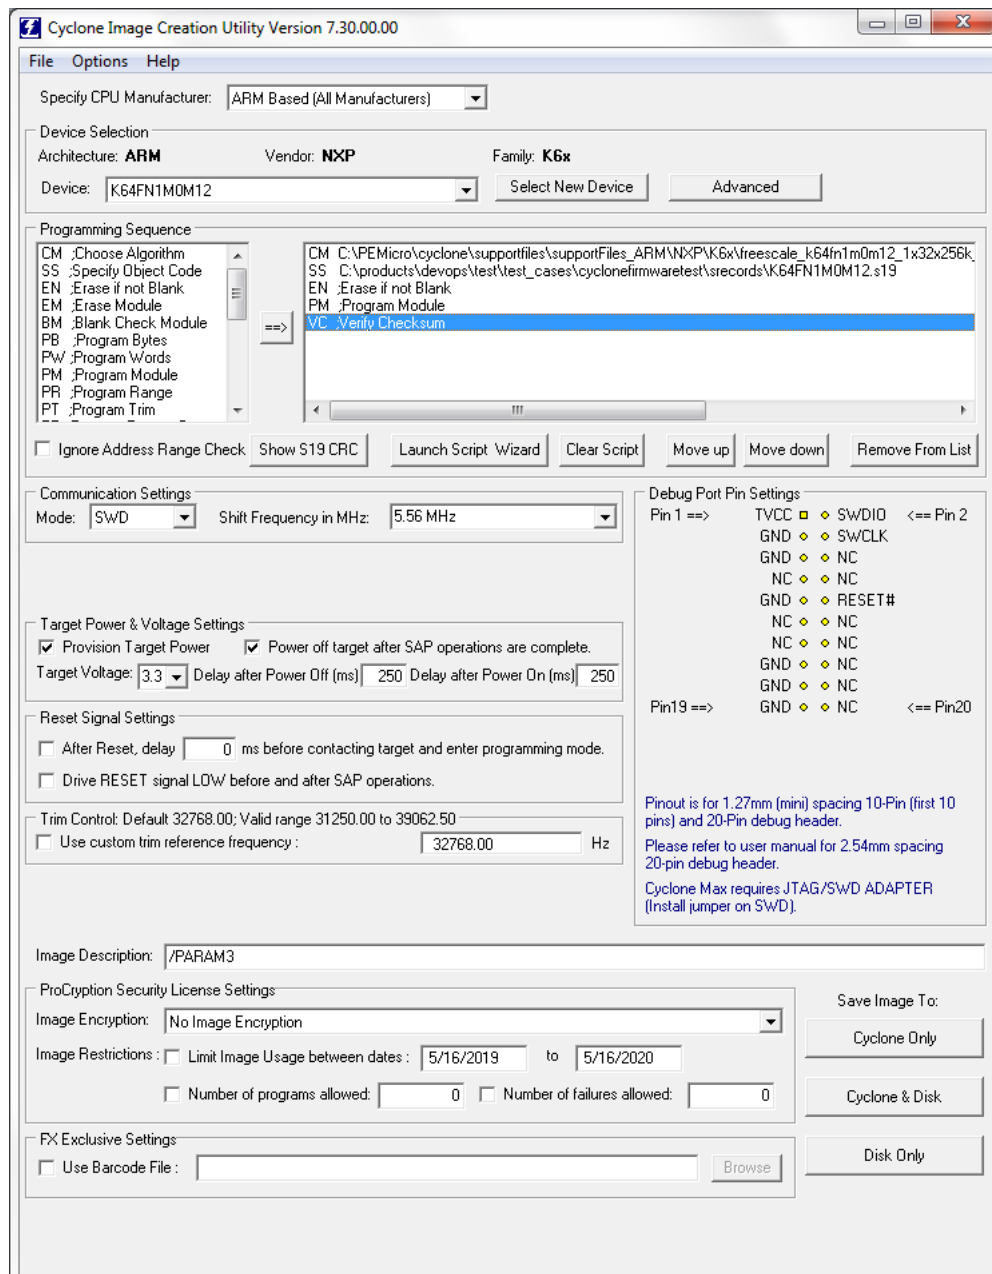 Cyclone Image Creation Utility Version 7.30.00.00
File Options Help
Specify CPU Manufacturer: ARM Based (All Manufacturers)
Device Selection
Architecture: ARM Vendor: NXP Family: K6x
Device: K64FN1M0M12 Select New Device Advanced
Programming Sequence
CM ;Choose Algorithm
SS ;Specify Object Code
EN ;Erase if not Blank
EM ;Erase Module
BM ;Blank Check Module
PB ;Program Bytes
PW ;Program Words
PM ;Program Module
PR ;Program Range
PT ;Program Trim
==>
CM C:\PEMicro\cyclone\supportfiles\supportFiles_ARM\NXP\K6x\freescale_k64fn1m0m12_1x32x256k_
SS C:\products\devops\test\test_cases\cyclonefirmwaretest\srecords\K64FN1M0M12.s19
EN ;Erase if not Blank
PM ;Program Module
VC ;Verify Checksum
Ignore Address Range Check Show S19 CRC Launch Script Wizard Clear Script Move up Move down Remove From List
Communication Settings
Mode: SWD Shift Frequency in MHz: 5.56 MHz
Target Power & Voltage Settings
Provision Target Power Power off target after SAP operations are complete.
Target Voltage: 3.3 Delay after Power Off (ms) 250 Delay after Power On (ms) 250
Reset Signal Settings
After Reset, delay 0 ms before contacting target and enter programming mode.
Drive RESET signal LOW before and after SAP operations.
Trim Control: Default 32768.00; Valid range 31250.00 to 39062.50
Use custom trim reference frequency : 32768.00 Hz
Debug Port Pin Settings
Pin 1 ==> TVCC SWDIO <== Pin 2
GND SWCLK
GND NC
NC NC
GND RESET#
NC NC
NC NC
GND NC
GND NC
Pin19 ==> GND NC <== Pin20
Pinout is for 1.27mm (mini) spacing 10-Pin (first 10
pins) and 20-Pin debug header.
Please refer to user manual for 2.54mm spacing
20-pin debug header.
Cyclone Max requires JTAG/SWD ADAPTER
(Install jumper on SWD).
Image Description: /PARAM3
ProCryption Security License Settings
Image Encryption: No Image Encryption
Image Restrictions : Limit Image Usage between dates : 5/16/2019 to 5/16/2020
Number of programs allowed: 0 Number of failures allowed: 0
FX Exclusive Settings
Use Barcode File : Browse
Save Image To:
Cyclone Only
Cyclone & Disk
Disk Only